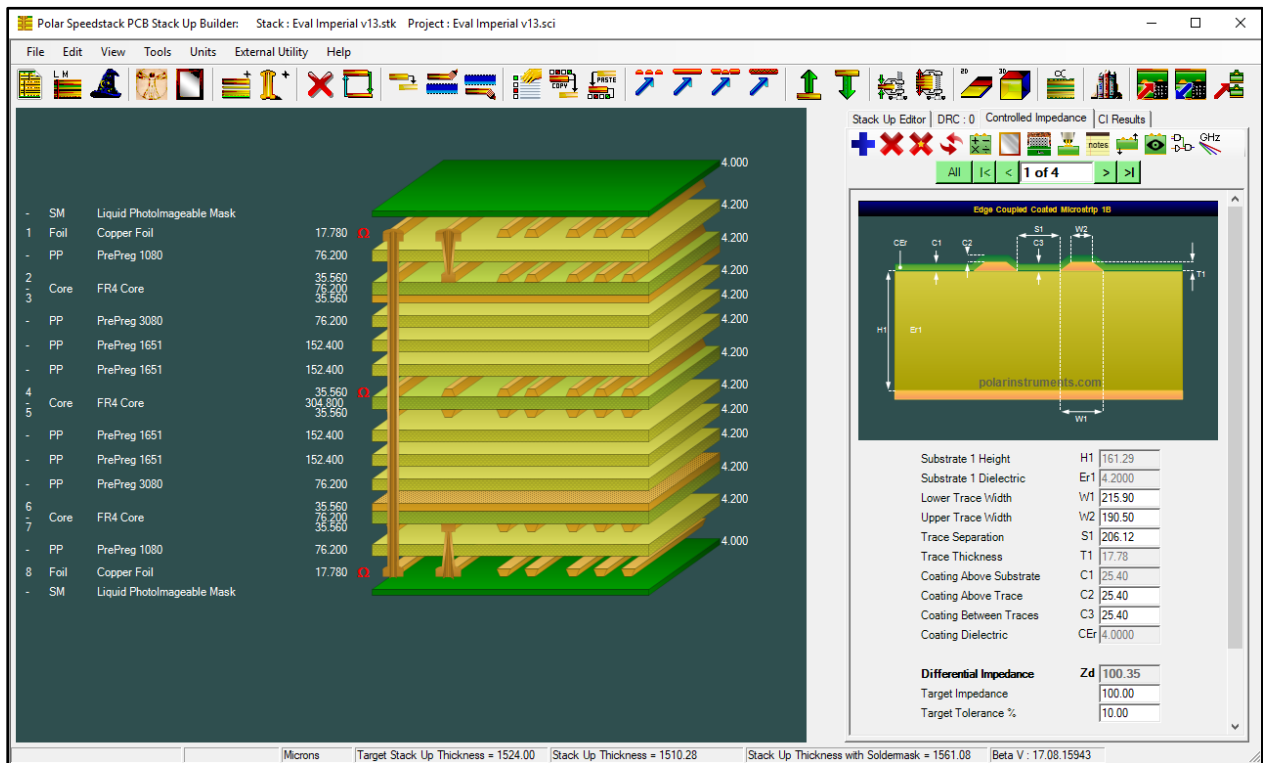 Polar Speedstack PCB Stack Up Builder: Stack : Eval Imperial v13.stk Project : Eval Imperial v13.sci
File Edit View Tools Units External Utility Help
L M
COPY
PASTE
2D
3D
Stack Up Editor DRC : 0 Controlled Impedance CI Results
notes
GHz
All |< < 1 of 4 > >|
4.000
- SM Liquid PhotoImageable Mask
4.200
1 Foil Copper Foil 17.780 Ω
4.200
- PP PrePreg 1080 76.200
4.200
2 35.560
- Core FR4 Core 76.200
3 35.560
4.200
- PP PrePreg 3080 76.200
4.200
- PP PrePreg 1651 152.400
4.200
- PP PrePreg 1651 152.400
4.200
4 35.560 Ω
- Core FR4 Core 304.800
5 35.560
4.200
- PP PrePreg 1651 152.400
4.200
- PP PrePreg 1651 152.400
4.200
- PP PrePreg 3080 76.200
4.200
6 35.560
- Core FR4 Core 76.200
7 35.560
- PP PrePreg 1080 76.200
4.000
8 Foil Copper Foil 17.780 Ω
- SM Liquid PhotoImageable Mask
Edge Coupled Coated Microstrip 1B
S1 W2
CEr C1 C2 C3
T1
H1 Er1
polarinstruments.com
W1
Substrate 1 Height H1 161.29
Substrate 1 Dielectric Er1 4.2000
Lower Trace Width W1 215.90
Upper Trace Width W2 190.50
Trace Separation S1 206.12
Trace Thickness T1 17.78
Coating Above Substrate C1 25.40
Coating Above Trace C2 25.40
Coating Between Traces C3 25.40
Coating Dielectric CEr 4.0000
Differential Impedance Zd 100.35
Target Impedance 100.00
Target Tolerance % 10.00
Microns Target Stack Up Thickness = 1524.00 Stack Up Thickness = 1510.28 Stack Up Thickness with Soldermask = 1561.08 Beta V : 17.08.15943